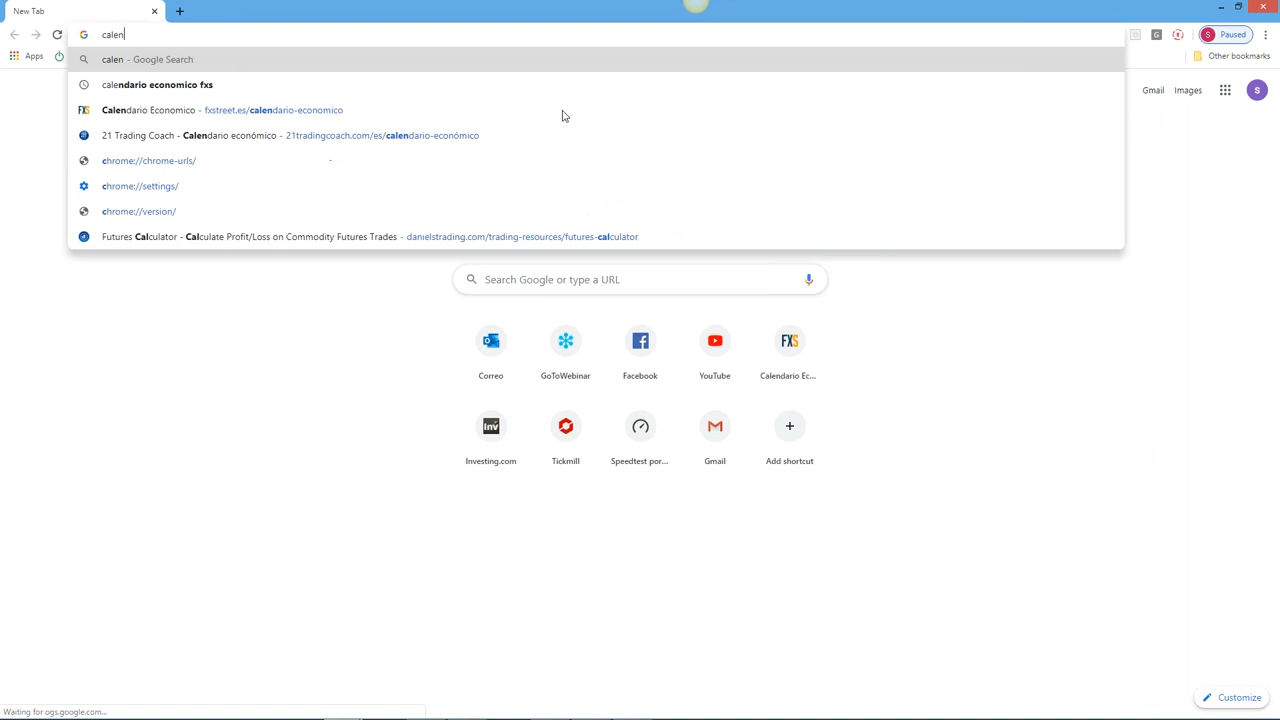 New Tab
calen
Paused
calen - Google Search
Apps
Other bookmarks
calendario economico fxs
Gmail Images
S
Calendario Economico - fxstreet.es/calendario-economico
21 Trading Coach - Calendario económico - 21tradingcoach.com/es/calendario-económico
chrome://chrome-urls/
chrome://settings/
chrome://version/
Futures Calculator - Calculate Profit/Loss on Commodity Futures Trades - danielstrading.com/trading-resources/futures-calculator
Search Google or type a URL
FXS
Correo GoToWebinar Facebook YouTube Calendario Ec...
Inv
Investing.com Tickmill Speedtest por... Gmail Add shortcut
Customize
Waiting for ogs.google.com...